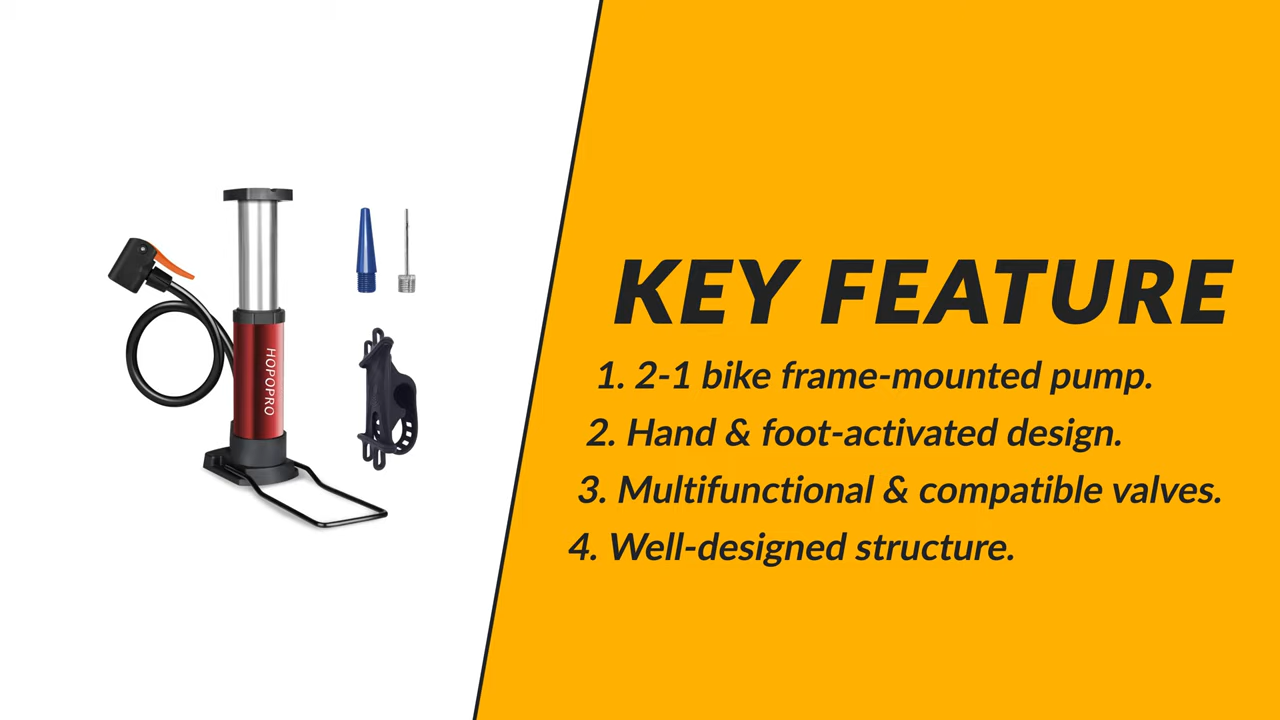 HOPOPRO
KEY FEATURE
1. 2-1 bike frame-mounted pump.
2. Hand & foot-activated design.
3. Multifunctional & compatible valves.
4. Well-designed structure.